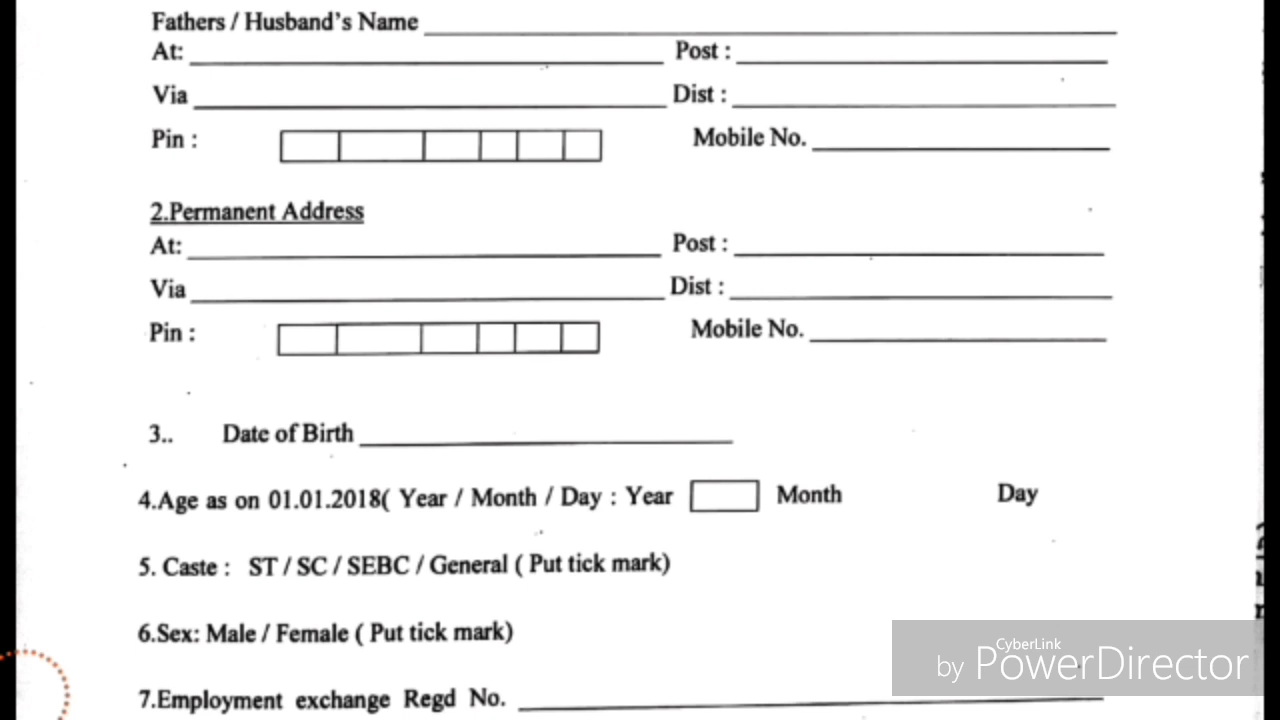 Fathers / Husband's Name
At: Post :
Via Dist :
Pin : Mobile No.
2.Permanent Address
At: Post :
Via Dist :
Pin : Mobile No.
3.. Date of Birth
4.Age as on 01.01.2018( Year / Month / Day : Year Month Day
5. Caste : ST / SC / SEBC / General ( Put tick mark)
6.Sex: Male / Female ( Put tick mark)
7.Employment exchange Regd No.
CyberLink
by PowerDirector